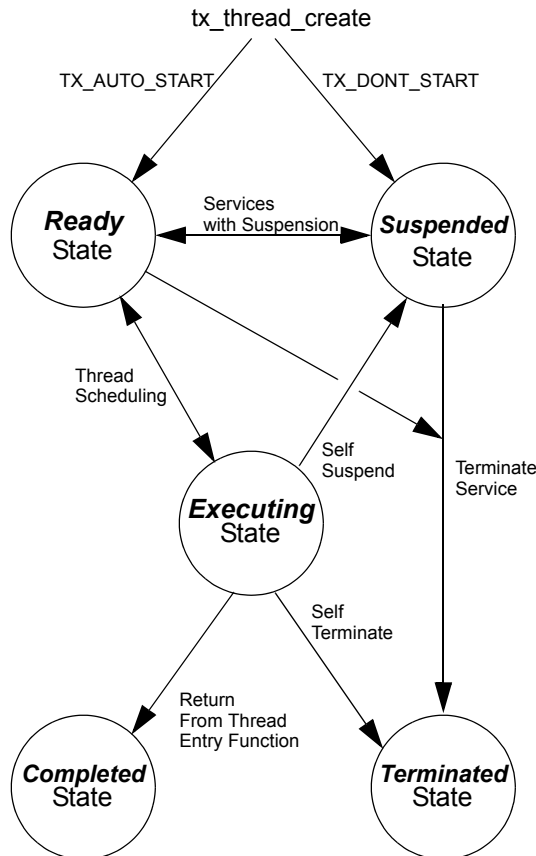 tx_thread_create
TX_AUTO_START
TX_DONT_START
Ready
State
Services
with Suspension
Suspended
State
Thread
Scheduling
Self
Suspend
Terminate
Service
Executing
State
Self
Terminate
Return
From Thread
Entry Function
Completed
State
Terminated
State